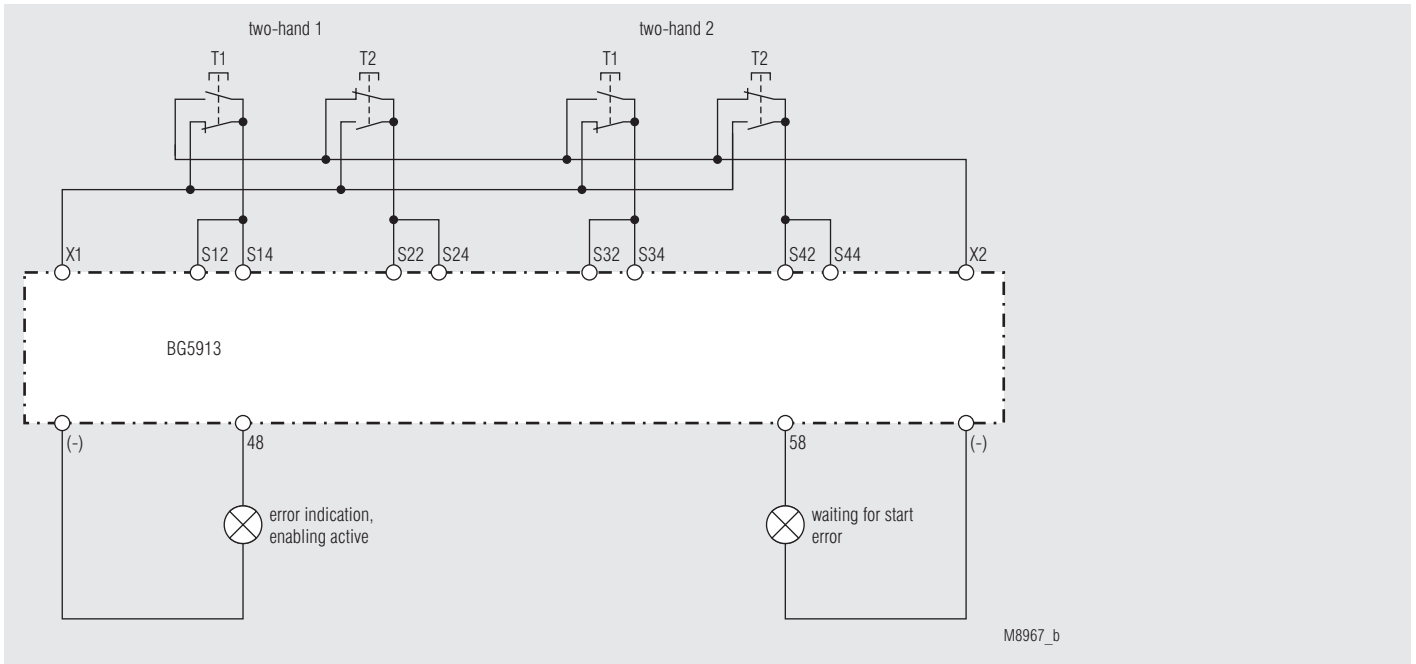 two-hand 1
two-hand 2
T1
T2
T1
T2
X1
S12
S14
S22
S24
S32
S34
S42
S44
X2
BG5913
(-)
48
58
(-)
error indication,
enabling active
waiting for start
error
M8967_b